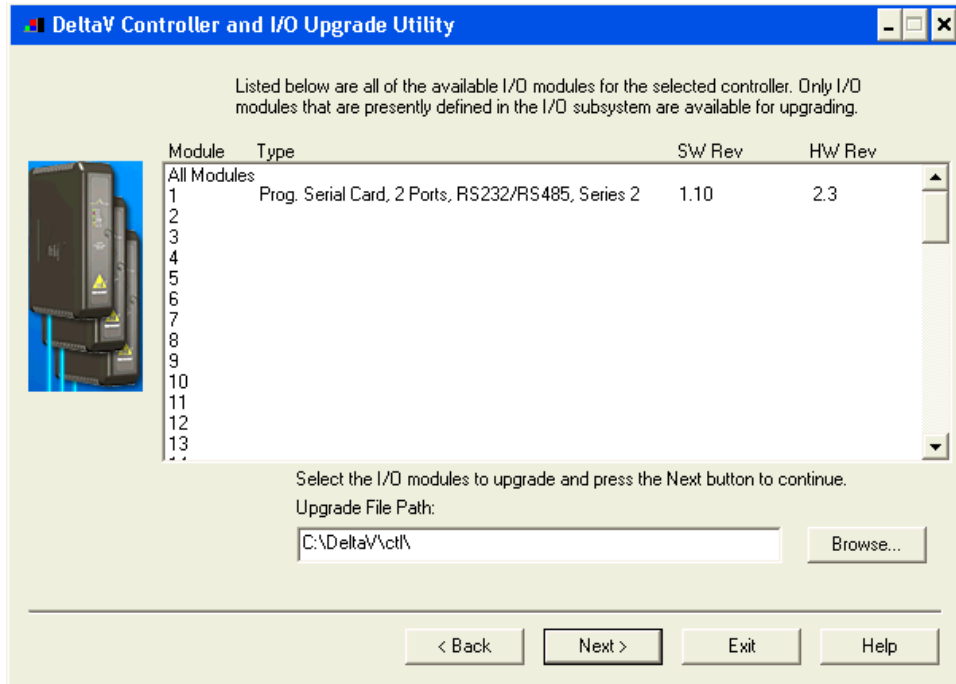 DeltaV Controller and I/O Upgrade Utility
Listed below are all of the available I/O modules for the selected controller. Only I/O
modules that are presently defined in the I/O subsystem are available for upgrading.
Module Type SW Rev HW Rev
All Modules
1 Prog. Serial Card, 2 Ports, RS232/RS485, Series 2 1.10 2.3
2
3
4
5
6
7
8
9
10
11
12
13
Select the I/O modules to upgrade and press the Next button to continue.
Upgrade File Path:
C:\DeltaV\ctl\ Browse...
< Back Next > Exit Help